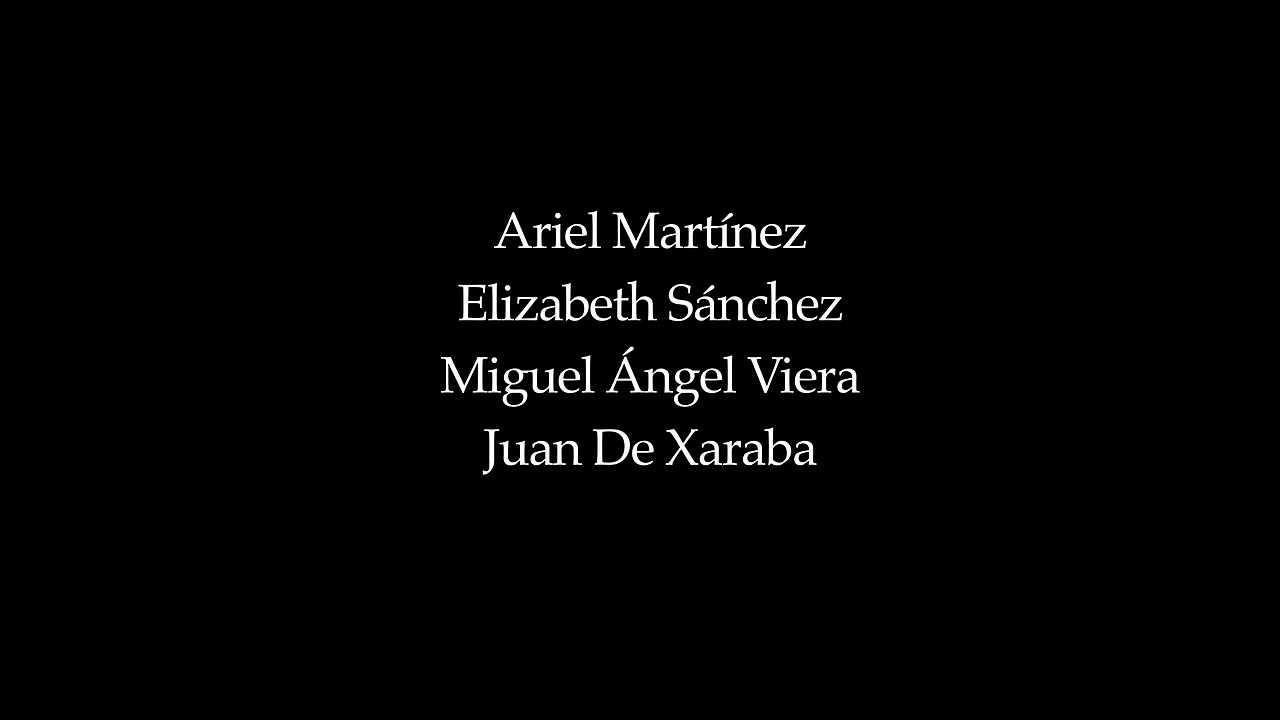 Ariel Martínez
Elizabeth Sánchez
Miguel Ángel Viera
Juan De Xaraba